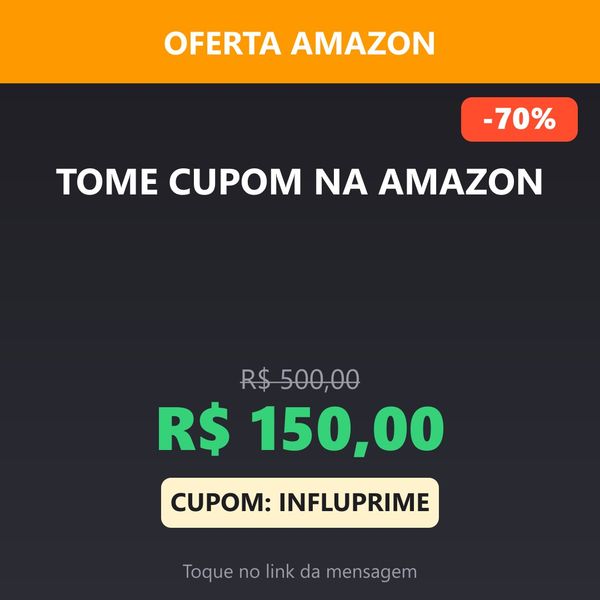 OFERTA AMAZON
-70%
TOME CUPOM NA AMAZON
R$ 500,00
R$ 150,00
CUPOM: INFLUPRIME
Toque no link da mensagem